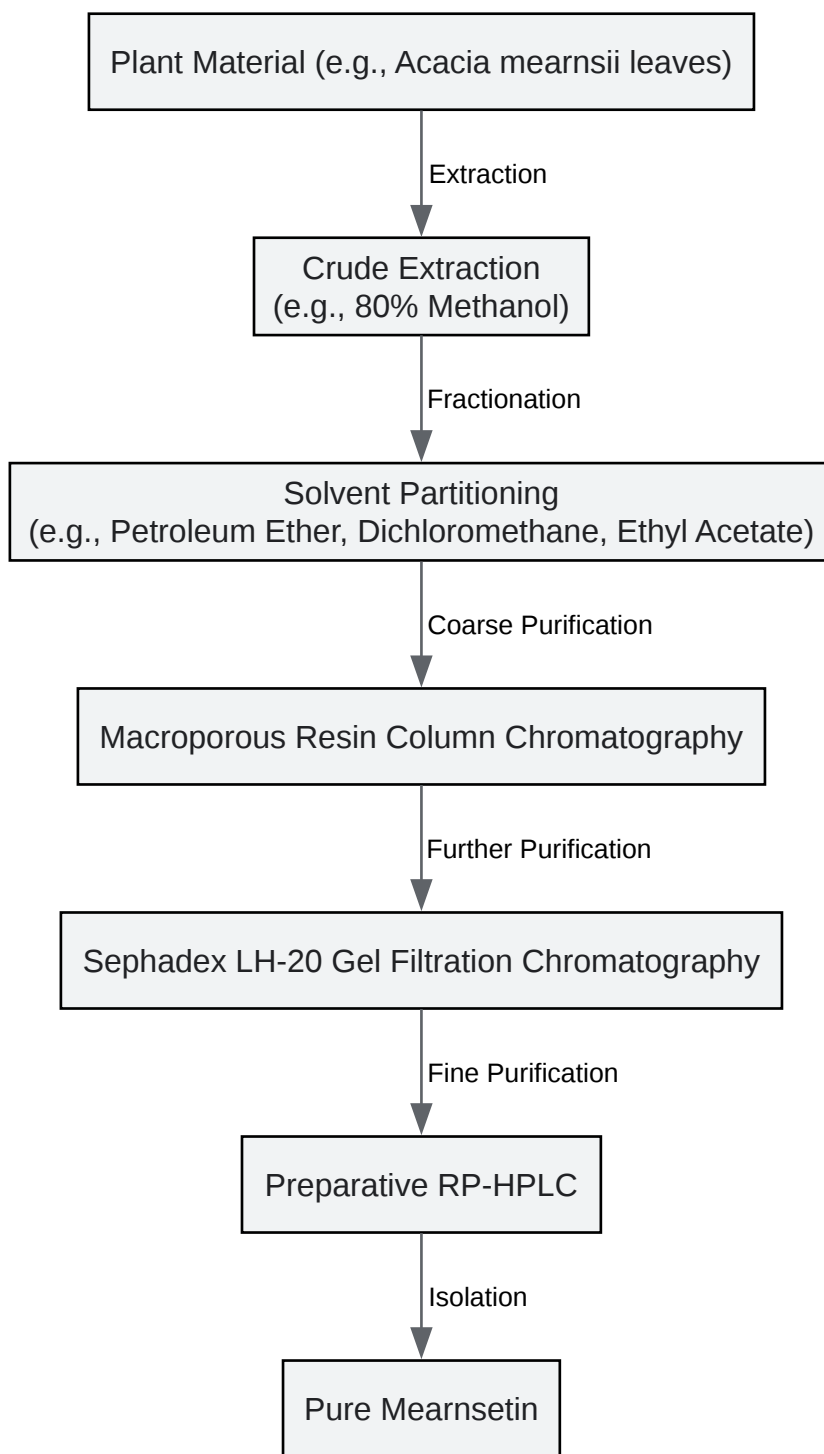 Plant Material (e.g., Acacia mearnsii leaves)
Extraction
Crude Extraction
(e.g., 80% Methanol)
Fractionation
Solvent Partitioning
(e.g., Petroleum Ether, Dichloromethane, Ethyl Acetate)
Coarse Purification
Macroporous Resin Column Chromatography
Further Purification
Sephadex LH-20 Gel Filtration Chromatography
Fine Purification
Preparative RP-HPLC
Isolation
Pure Mearnsetin